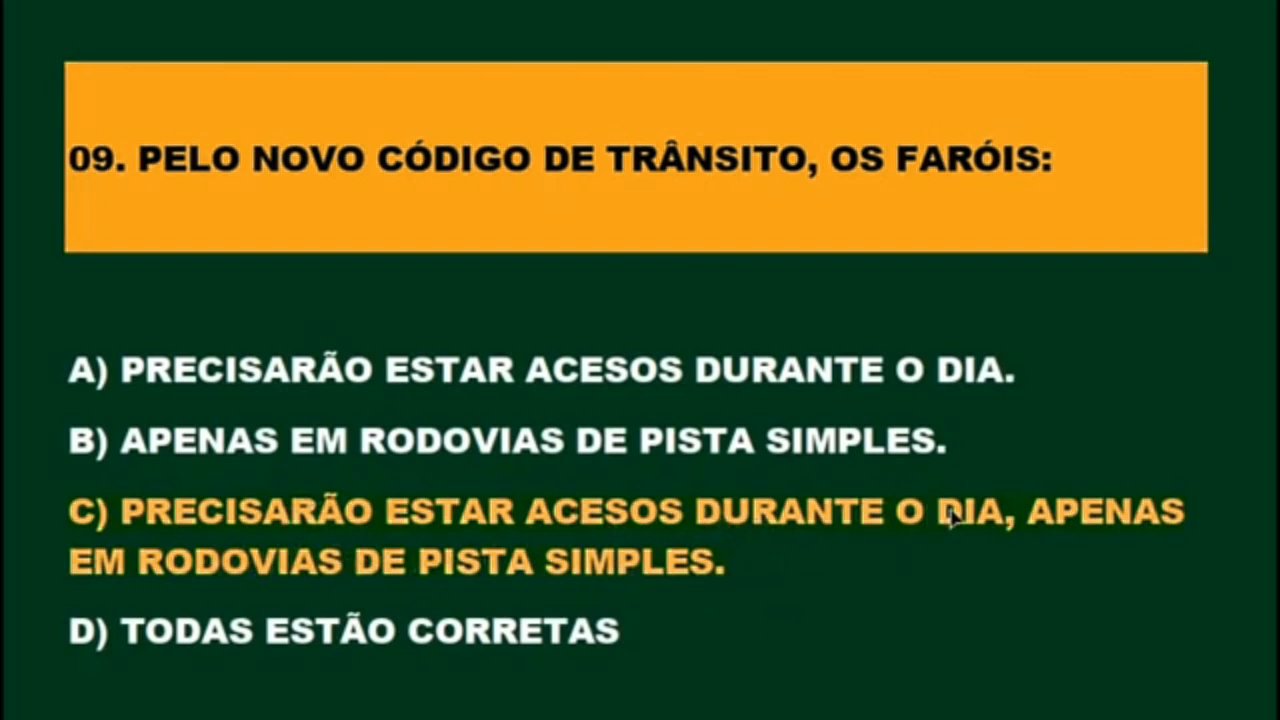 09. PELO NOVO CÓDIGO DE TRÂNSITO, OS FARÓIS:
A) PRECISARÃO ESTAR ACESOS DURANTE O DIA.
B) APENAS EM RODOVIAS DE PISTA SIMPLES.
C) PRECISARÃO ESTAR ACESOS DURANTE O DIA, APENAS
EM RODOVIAS DE PISTA SIMPLES.
D) TODAS ESTÃO CORRETAS